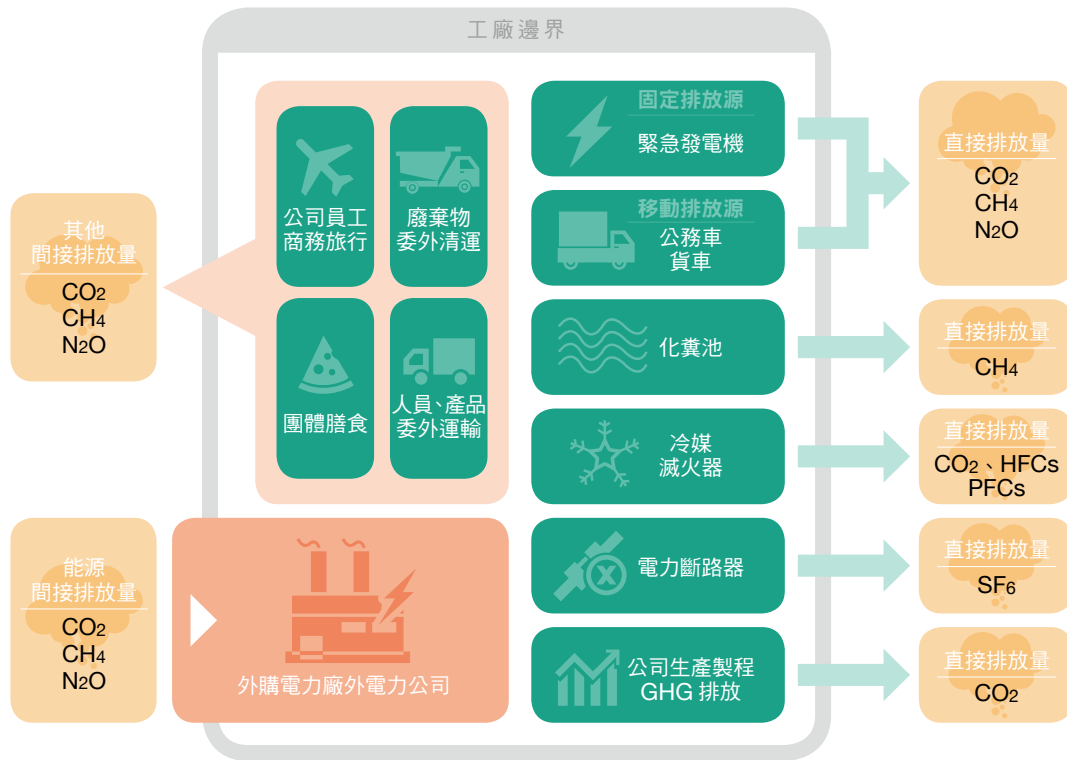 工廠邊界
其他
間接排放量
CO2
CH4
N2O
公司員工
商務旅行
廢棄物
委外清運
團體膳食
人員、產品
委外運輸
能源
間接排放量
CO2
CH4
N2O
外購電力廠外電力公司
固定排放源
緊急發電機
移動排放源
公務車
貨車
直接排放量
CO2
CH4
N2O
化糞池
直接排放量
CH4
冷媒
滅火器
直接排放量
CO2、HFCs
PFCs
電力斷路器
直接排放量
SF6
公司生產製程
GHG 排放
直接排放量
CO2